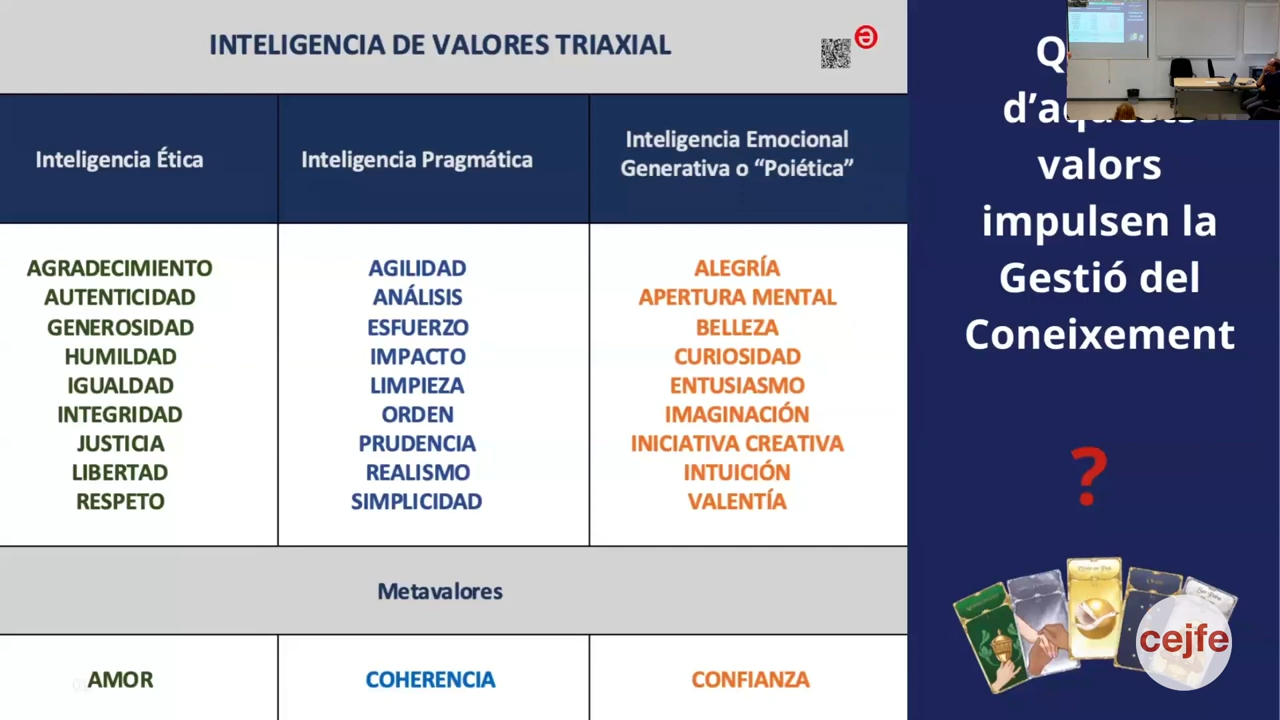 INTELIGENCIA DE VALORES TRIAXIAL
Inteligencia Ética
Inteligencia Pragmática
Inteligencia Emocional
Generativa o “Poiética”
AGRADECIMIENTO
AUTENTICIDAD
GENEROSIDAD
HUMILDAD
IGUALDAD
INTEGRIDAD
JUSTICIA
LIBERTAD
RESPETO
AGILIDAD
ANÁLISIS
ESFUERZO
IMPACTO
LIMPIEZA
ORDEN
PRUDENCIA
REALISMO
SIMPLICIDAD
ALEGRÍA
APERTURA MENTAL
BELLEZA
CURIOSIDAD
ENTUSIASMO
IMAGINACIÓN
INICIATIVA CREATIVA
INTUICIÓN
VALENTÍA
Metavalores
AMOR
COHERENCIA
CONFIANZA
d’aquests
valors
impulsen la
Gestió del
Coneixement
?
cejfe